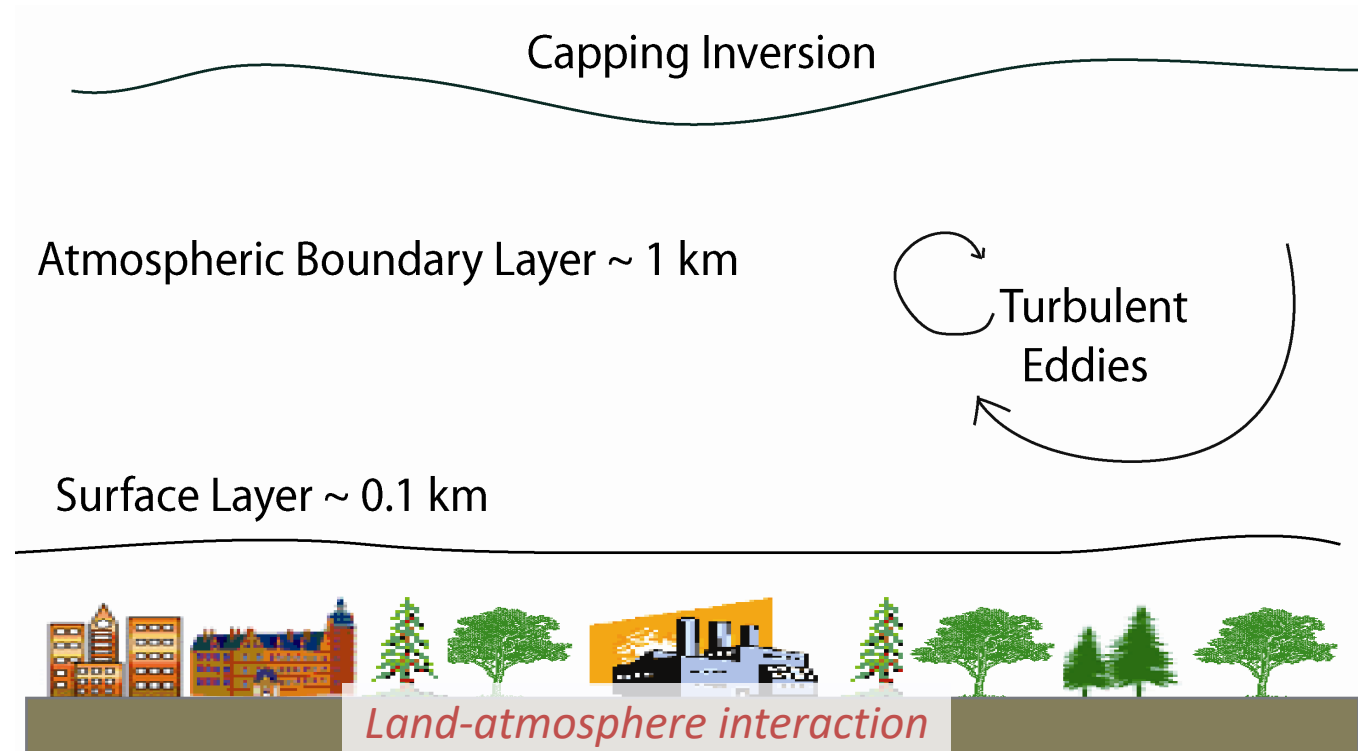 Capping Inversion
Atmospheric Boundary Layer ~ 1 km
Turbulent
Eddies
Surface Layer ~ 0.1 km
Land-atmosphere interaction